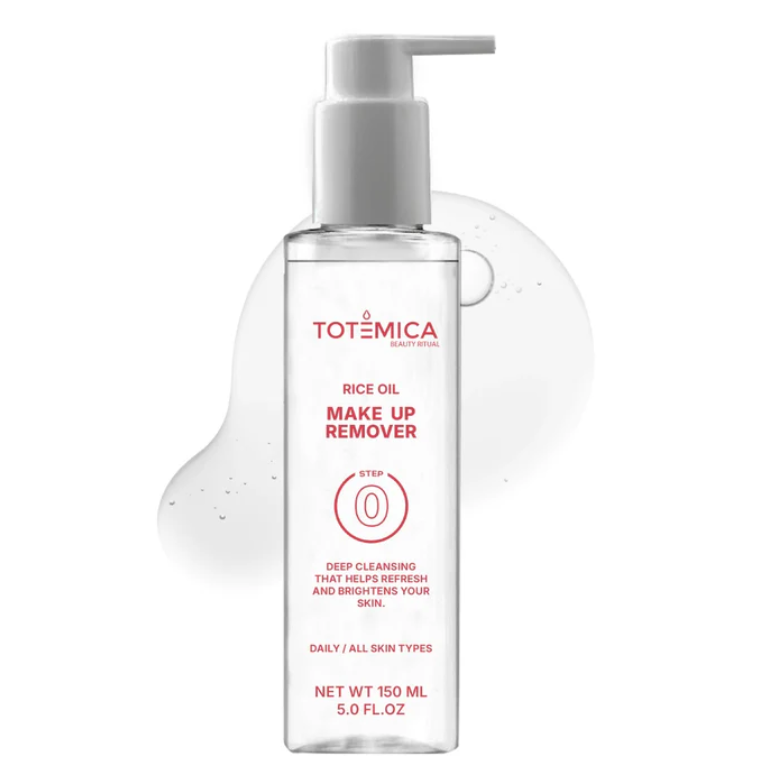 TOTEMICA
BEAUTY RITUAL
RICE OIL
MAKE UP
REMOVER
STEP
0
DEEP CLEANSING
THAT HELPS REFRESH
AND BRIGHTENS YOUR
SKIN.
DAILY / ALL SKIN TYPES
NET WT 150 ML
5.0 FL.OZ